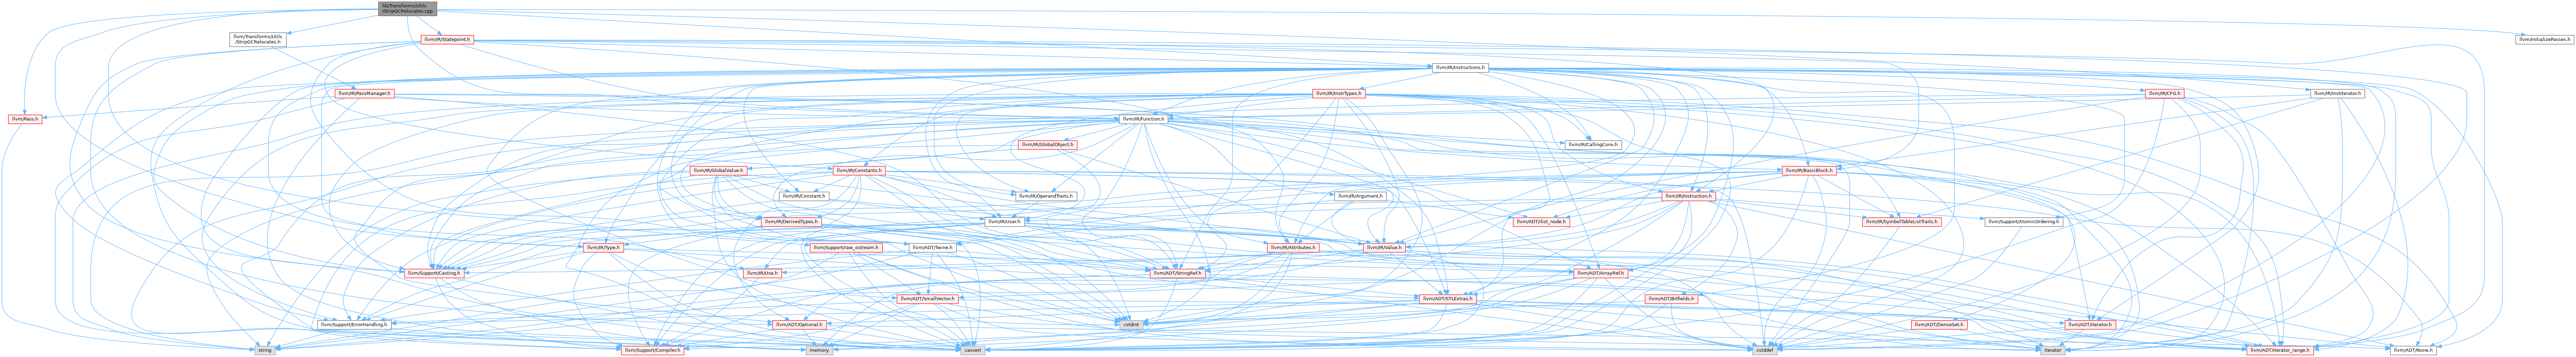 lib/Transforms/Utils
/StripGCRelocates.cpp
llvm/Transforms/Utils
/StripGCRelocates.h
llvm/IR/Statepoint.h
llvm/InitializePasses.h
llvm/IR/Instructions.h
llvm/IR/PassManager.h
llvm/IR/InstrTypes.h
llvm/IR/CFG.h
llvm/IR/InstIterator.h
llvm/Pass.h
llvm/IR/Function.h
llvm/IR/GlobalObject.h
llvm/IR/CallingConv.h
llvm/IR/GlobalValue.h
llvm/IR/Constants.h
llvm/IR/BasicBlock.h
llvm/IR/Constant.h
llvm/IR/OperandTraits.h
llvm/IR/Argument.h
llvm/IR/Instruction.h
llvm/IR/DerivedTypes.h
llvm/IR/User.h
llvm/ADT/ilist_node.h
llvm/IR/SymbolTableListTraits.h
llvm/Support/AtomicOrdering.h
llvm/IR/Type.h
llvm/Support/raw_ostream.h
llvm/ADT/Twine.h
llvm/IR/Attributes.h
llvm/IR/Value.h
llvm/Support/Casting.h
llvm/IR/Use.h
llvm/ADT/StringRef.h
llvm/ADT/ArrayRef.h
llvm/ADT/SmallVector.h
llvm/ADT/STLExtras.h
llvm/ADT/Bitfields.h
llvm/Support/ErrorHandling.h
llvm/ADT/Optional.h
cstdint
llvm/ADT/DenseSet.h
llvm/ADT/iterator.h
string
llvm/Support/Compiler.h
memory
cassert
cstddef
iterator
llvm/ADT/iterator_range.h
llvm/ADT/None.h